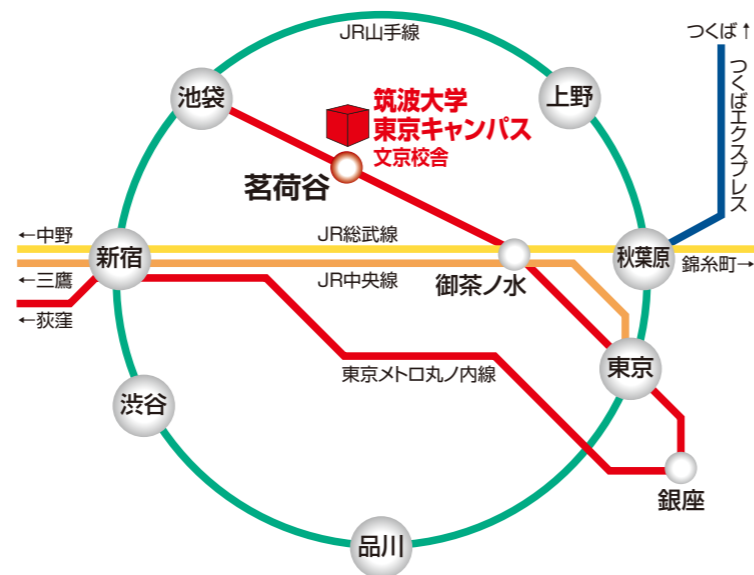 JR山手線
つくば↑
つくばエクスプレス
池袋
上野
筑波大学
東京キャンパス
文京校舎
茗荷谷
←中野
JR総武線
新宿
秋葉原
錦糸町→
←三鷹
JR中央線
御茶ノ水
←荻窪
東京メトロ丸ノ内線
東京
渋谷
銀座
品川